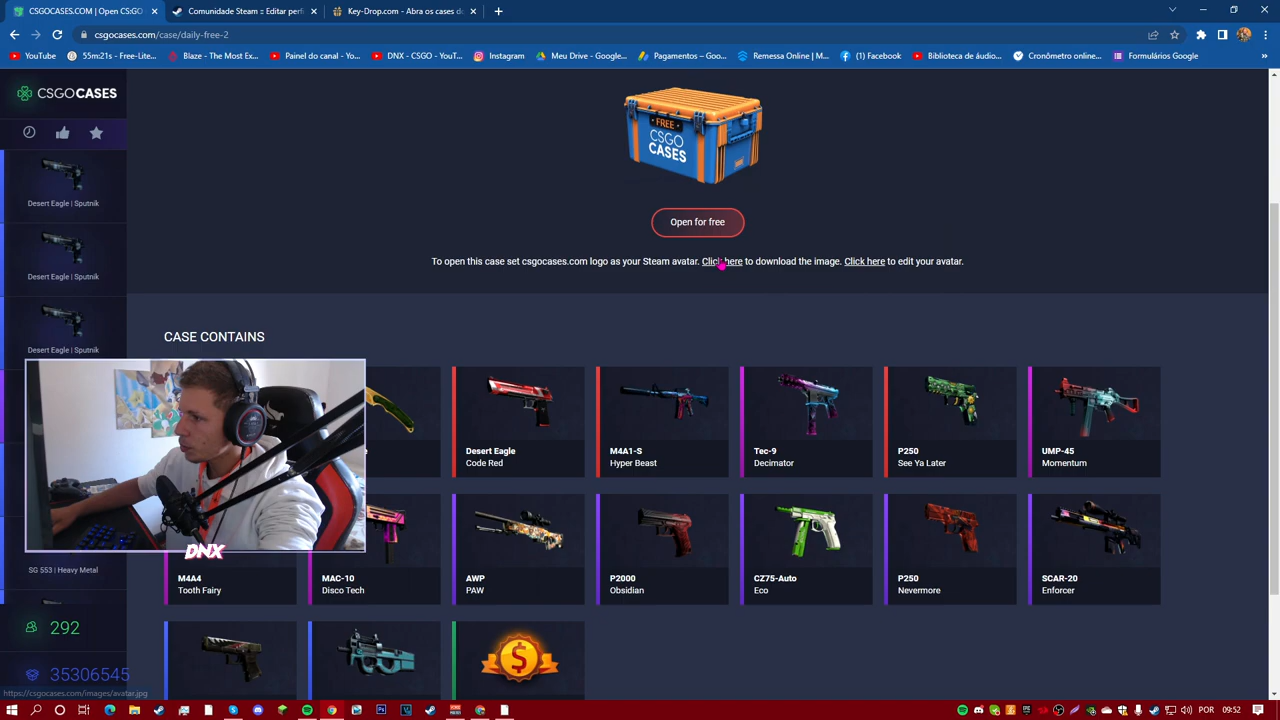 CSGOCASES.COM | Open CS:GO
Comunidade Steam :: Editar perf
Key-Drop.com - Abra os cases do
csgocases.com/case/daily-free-2
YouTube
55m:21s - Free-Lite...
Blaze - The Most Ex...
Painel do canal - Yo...
DNX - CSGO - YouT...
Instagram
Meu Drive - Google...
Pagamentos – Goo...
Remessa Online | M...
(1) Facebook
Biblioteca de áudio...
Cronômetro online...
Formulários Google
»
CSGOCASES
FREE
CSGO
CASES
Desert Eagle | Sputnik
Desert Eagle | Sputnik
Desert Eagle | Sputnik
Open for free
To open this case set csgocases.com logo as your Steam avatar. Click here to download the image. Click here to edit your avatar.
CASE CONTAINS
Desert Eagle
Code Red
M4A1-S
Hyper Beast
Tec-9
Decimator
P250
See Ya Later
UMP-45
Momentum
DNX
SG 553 | Heavy Metal
M4A4
Tooth Fairy
MAC-10
Disco Tech
AWP
PAW
P2000
Obsidian
CZ75-Auto
Eco
P250
Nevermore
SCAR-20
Enforcer
292
35306545
https://csgocases.com/images/avatar.jpg
POR
09:52